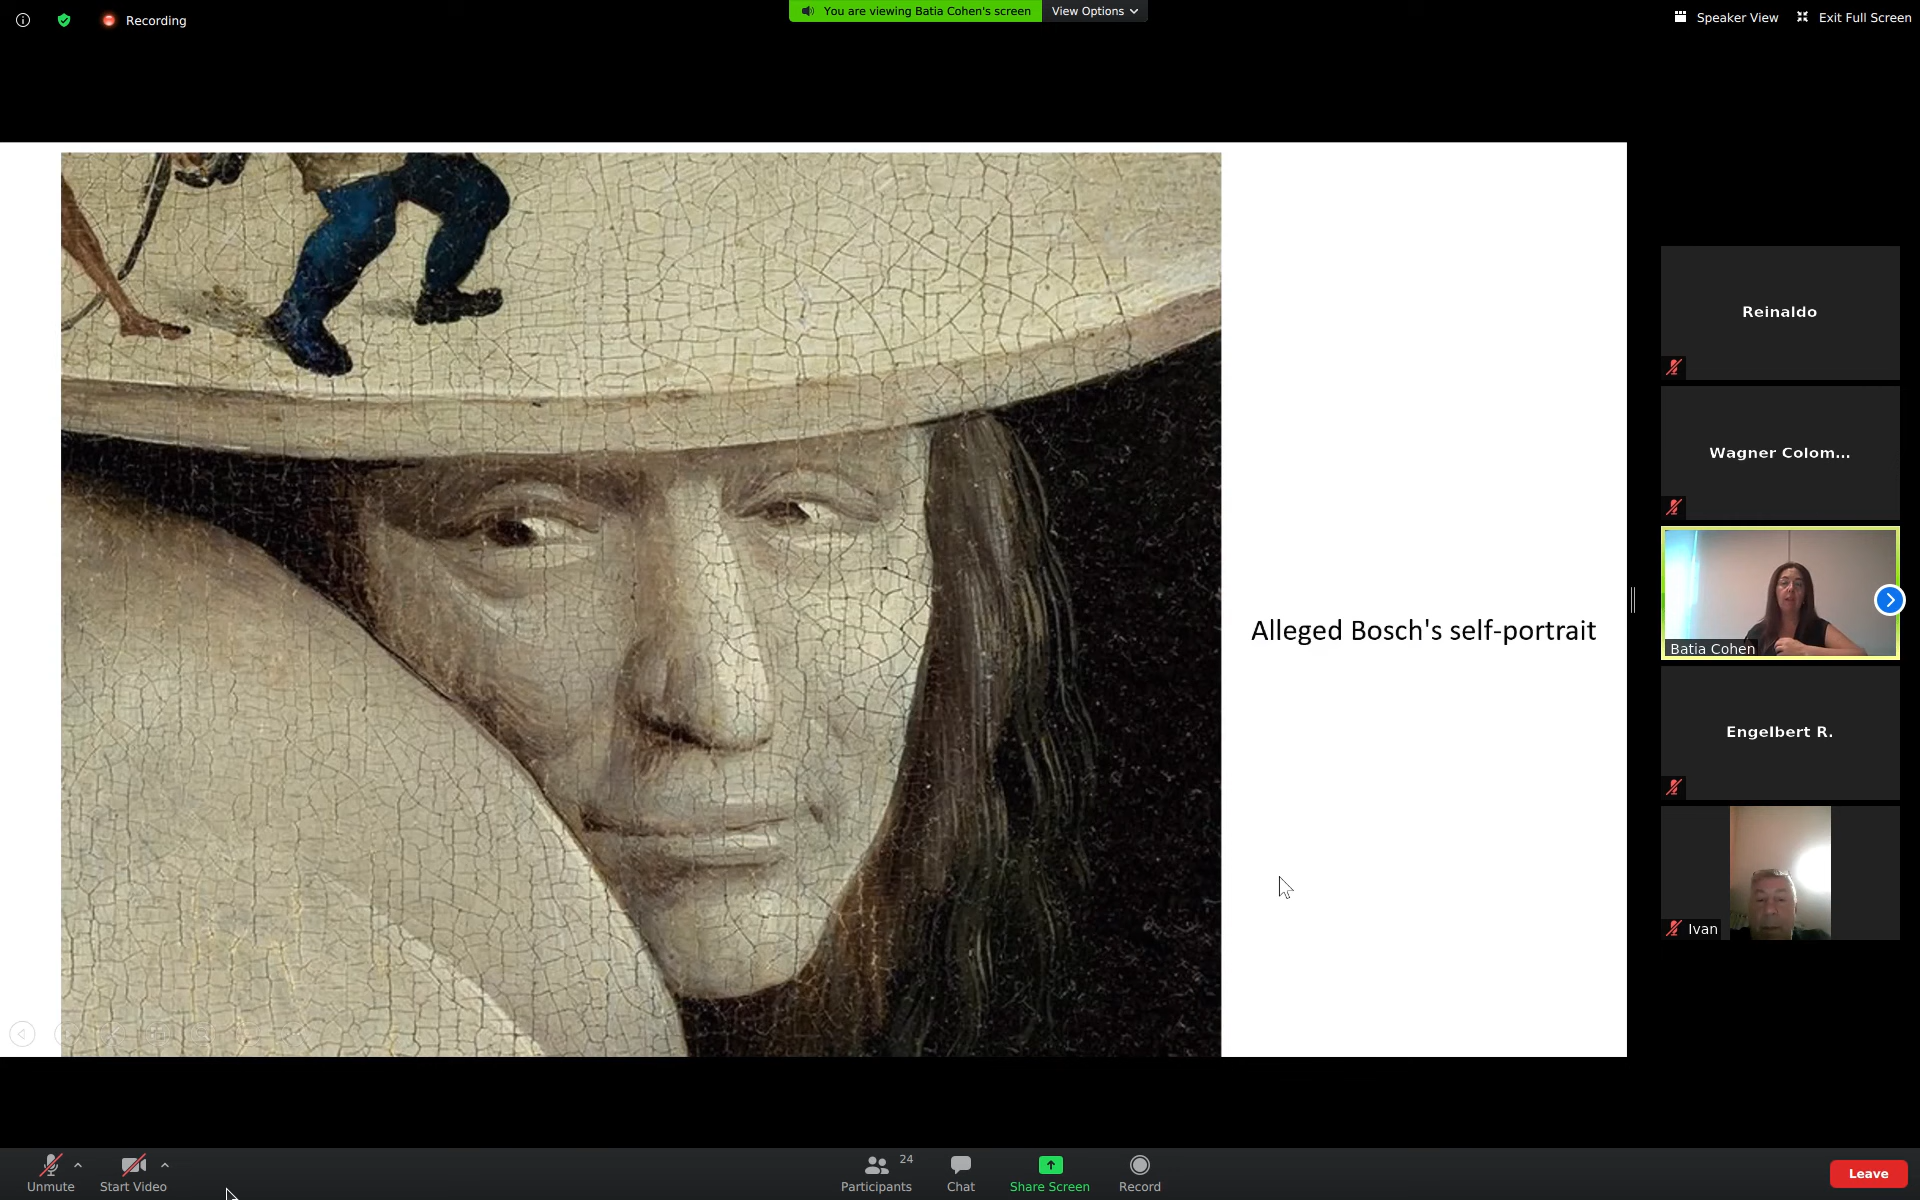 Recording
You are viewing Batia Cohen's screen
View Options
Speaker View
Exit Full Screen
Reinaldo
Wagner Colom...
Alleged Bosch's self-portrait
Batia Cohen
Engelbert R.
Ivan
Unmute
Start Video
24
Participants
Chat
Share Screen
Record
Leave